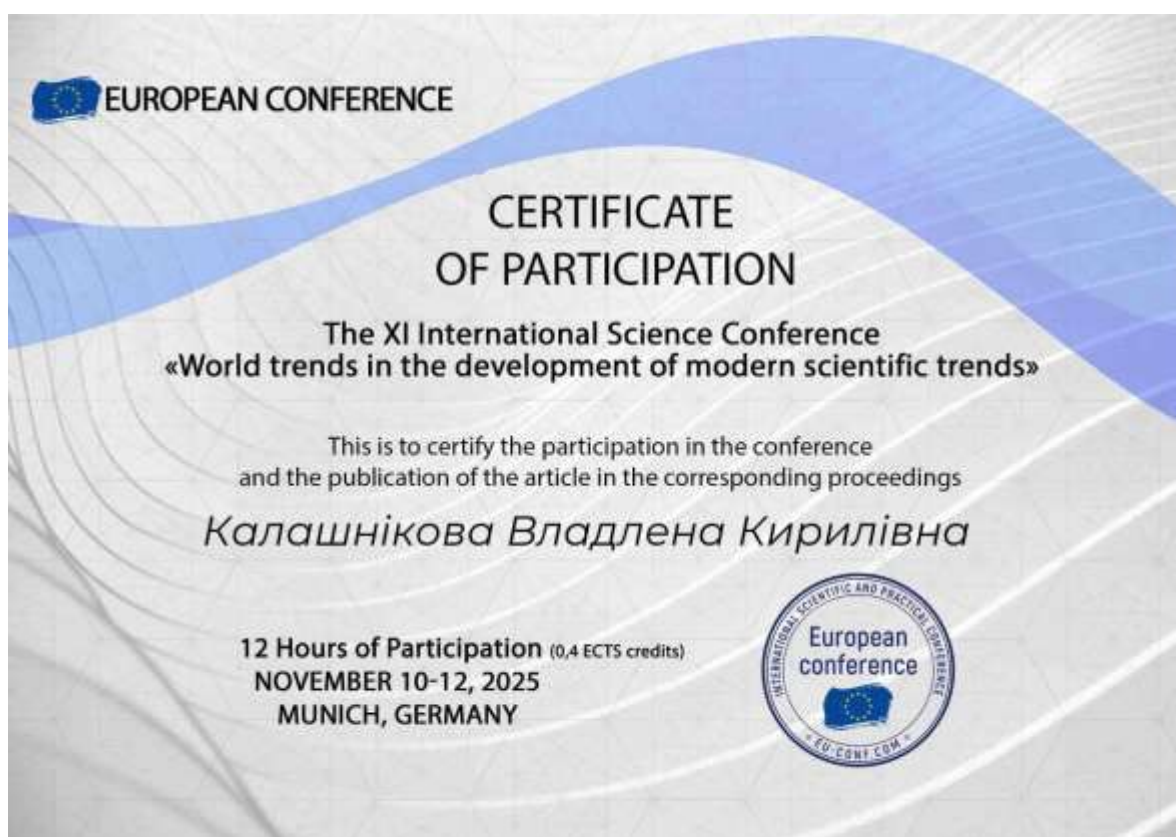 EUROPEAN CONFERENCE
CERTIFICATE
OF PARTICIPATION
The XI International Science Conference
«World trends in the development of modern scientific trends»
This is to certify the participation in the conference
and the publication of the article in the corresponding proceedings
Калашнікова Владлена Кирилівна
12 Hours of Participation (0,4 ECTS credits)
NOVEMBER 10-12, 2025
MUNICH, GERMANY
INTERNATIONAL SCIENTIFIC AND PRACTICAL CONFERENCE
European
conference
EU-CONF.COM